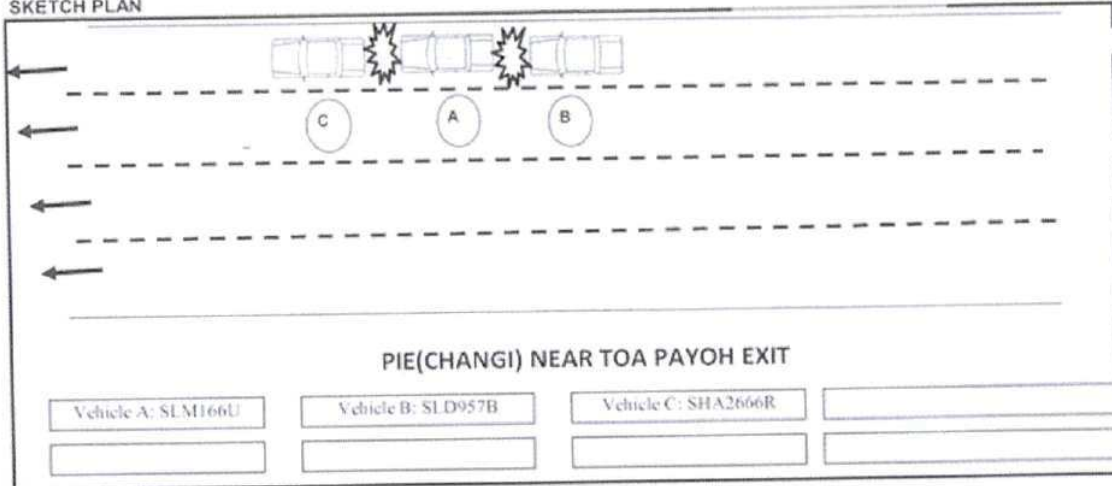 SKETCH PLAN
C
A
B
PIE(CHANGI) NEAR TOA PAYOH EXIT
Vehicle A: SLM166U
Vehicle B: SLD957B
Vehicle C: SHA2666R